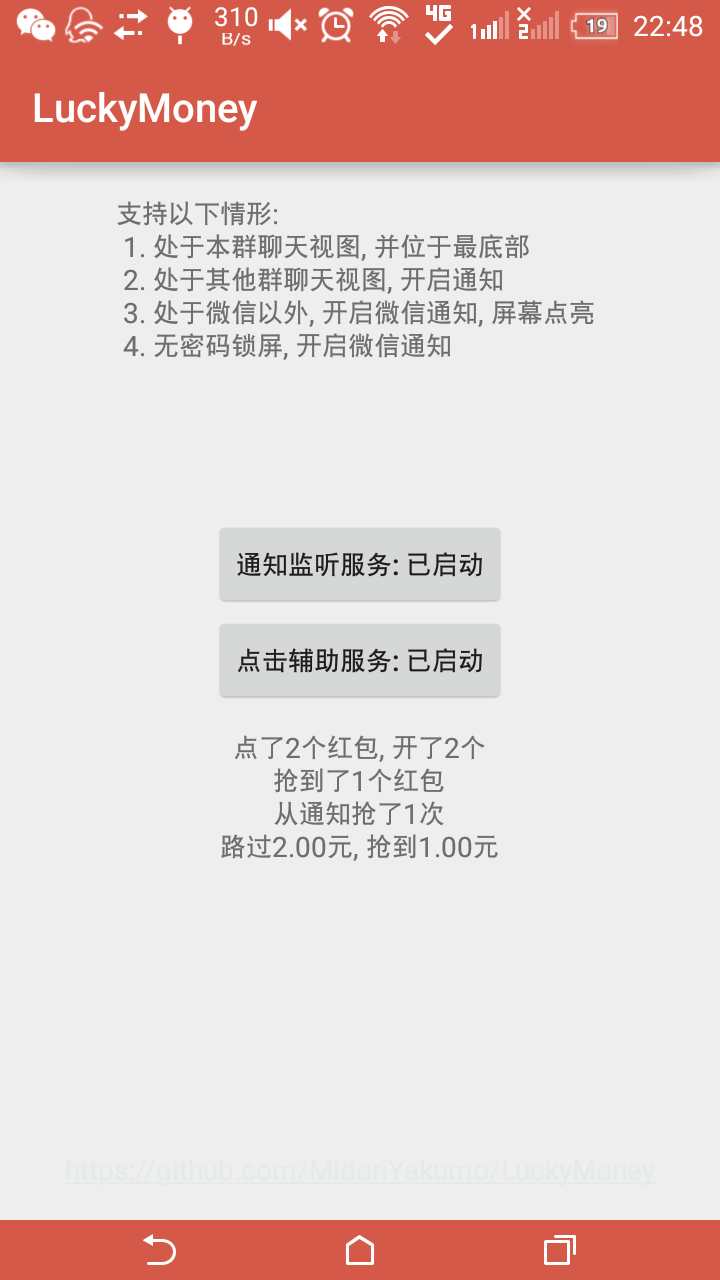 310
B/s
4G
1
2
19
22:48
LuckyMoney
支持以下情形:
1. 处于本群聊天视图, 并位于最底部
2. 处于其他群聊天视图, 开启通知
3. 处于微信以外, 开启微信通知, 屏幕点亮
4. 无密码锁屏, 开启微信通知
通知监听服务: 已启动
点击辅助服务: 已启动
点了2个红包, 开了2个
抢到了1个红包
从通知抢了1次
路过2.00元, 抢到1.00元
https://github.com/MidoriYakumo/LuckyMoney